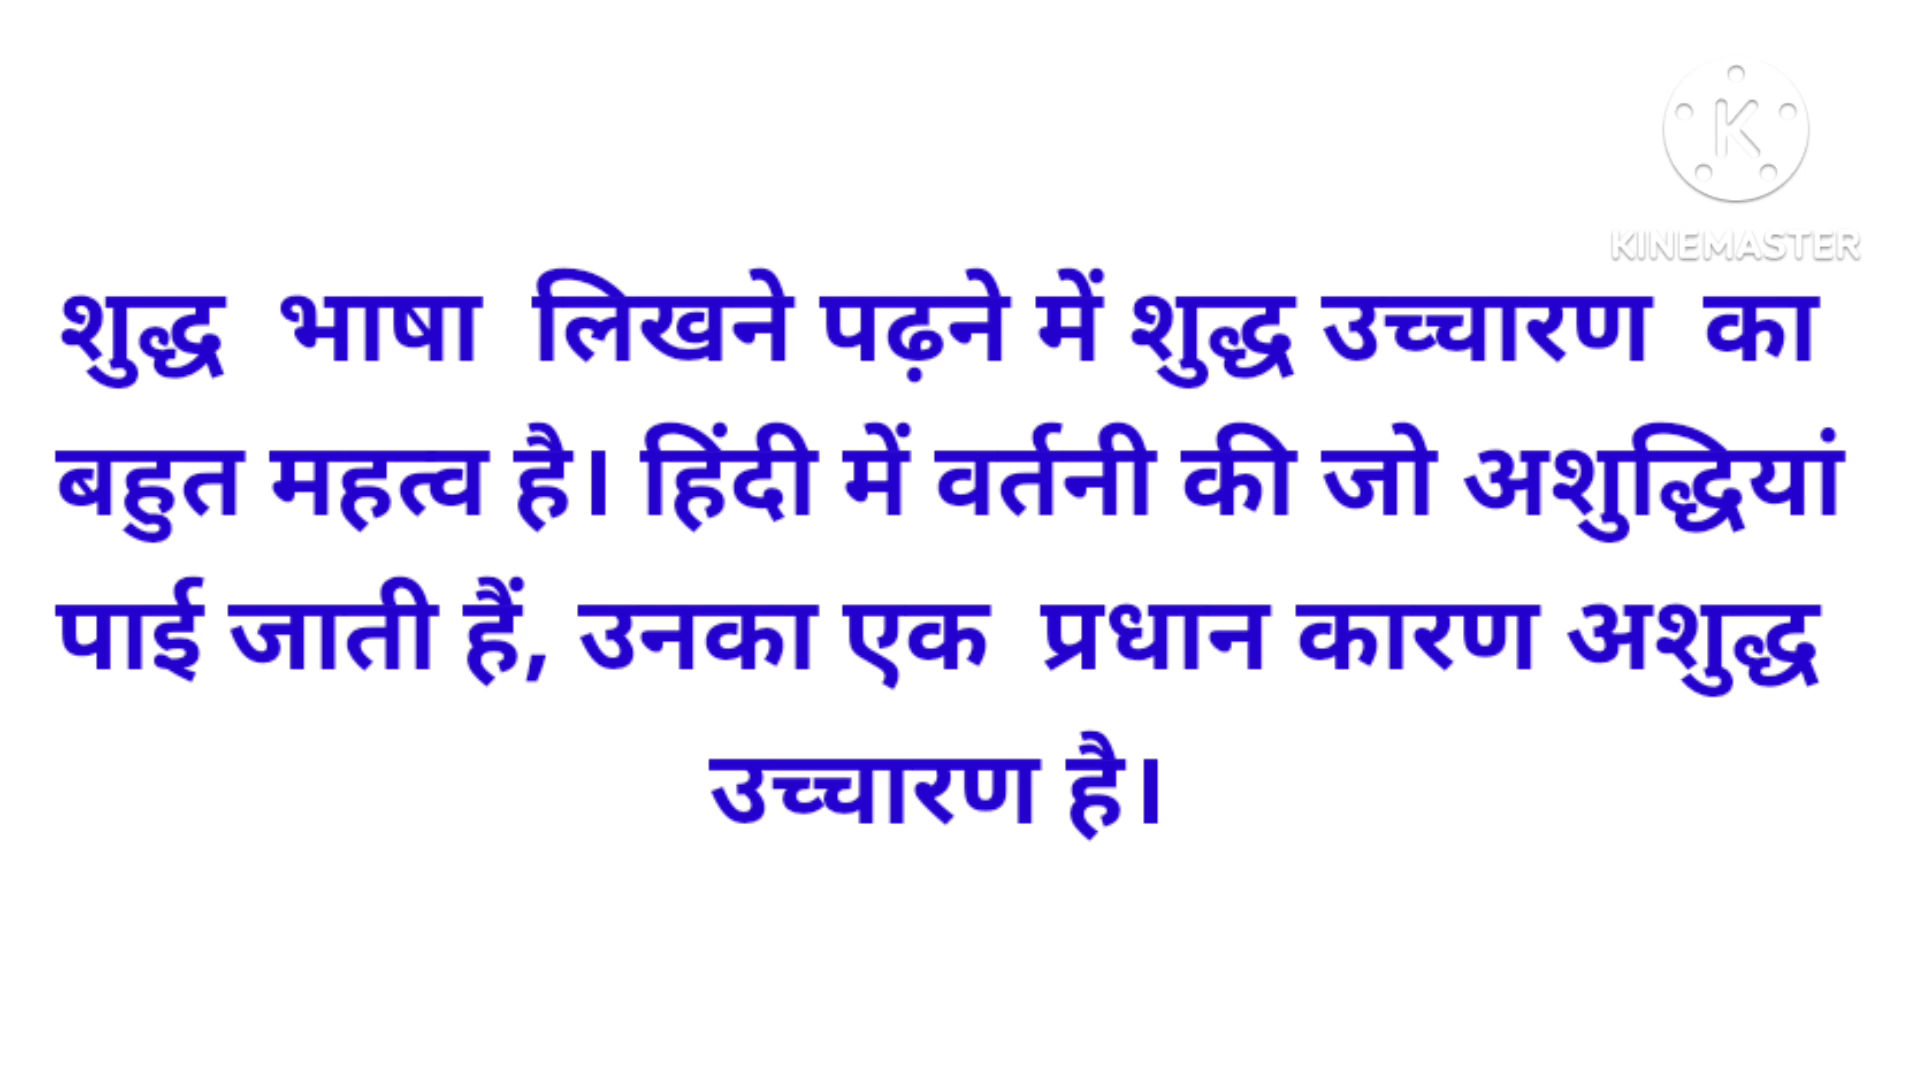 KINEMASTER
शुद्ध भाषा लिखने पढ़ने में शुद्ध उच्चारण का
बहुत महत्व है। हिंदी में वर्तनी की जो अशुद्धियां
पाई जाती हैं, उनका एक प्रधान कारण अशुद्ध
उच्चारण है।